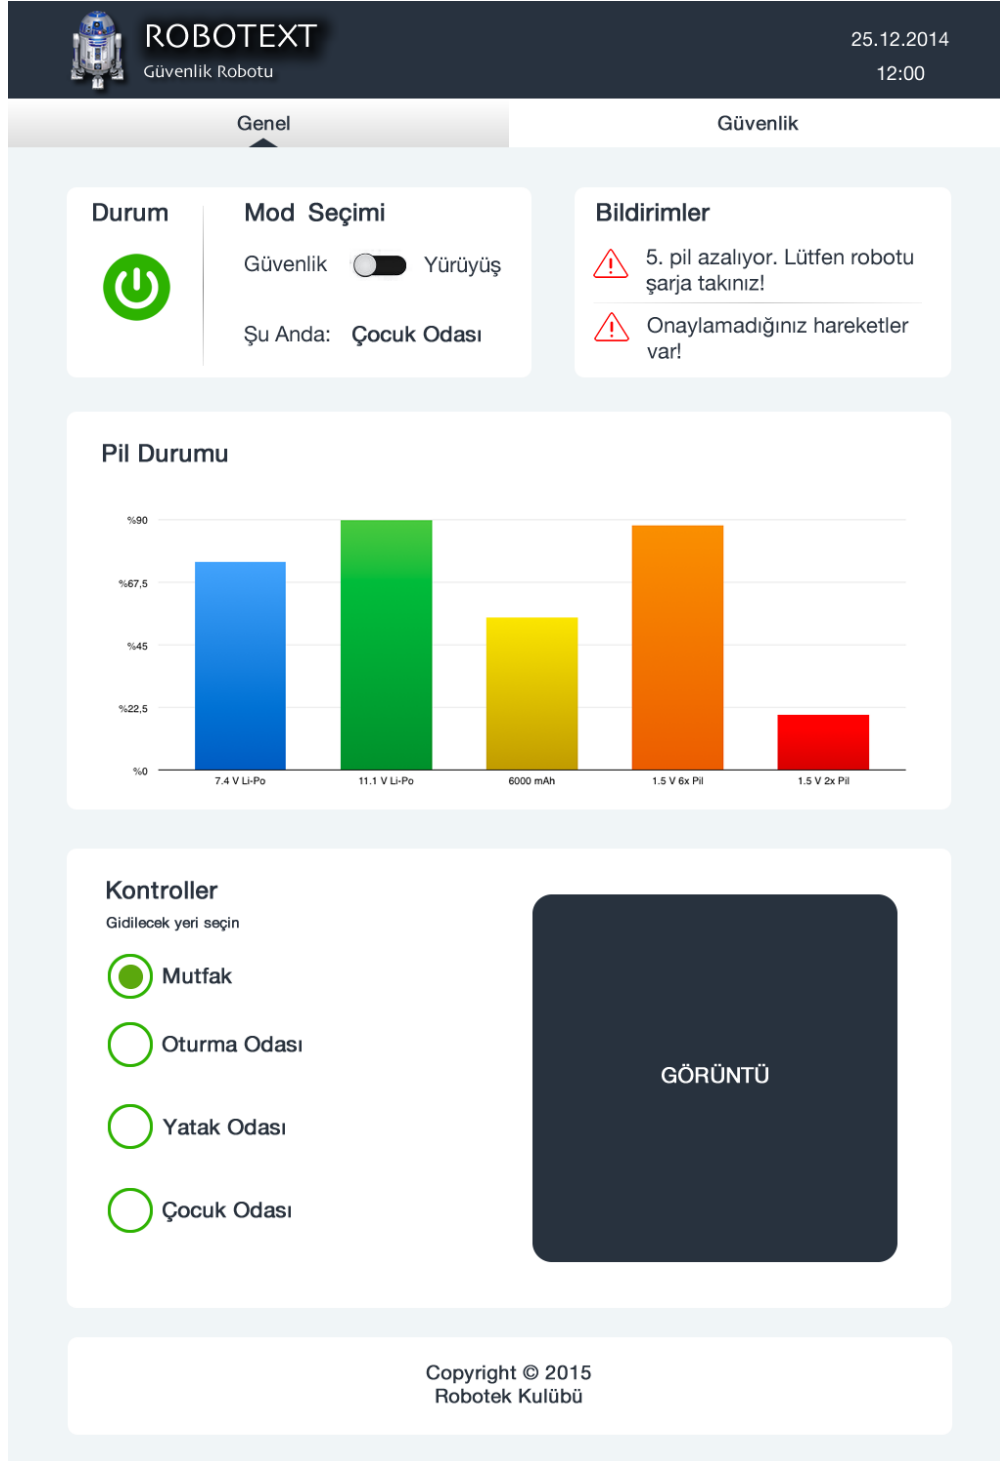 ROBOTEXT
Güvenlik Robotu
25.12.2014
12:00
Genel
Güvenlik
Durum
Mod Seçimi
Güvenlik
Yürüyüş
Şu Anda: Çocuk Odası
Bildirimler
5. pil azalıyor. Lütfen robotu
şarja takınız!
Onaylamadığınız hareketler
var!
Pil Durumu
%90
%67,5
%45
%22,5
%0
7.4 V Li-Po
11.1 V Li-Po
6000 mAh
1.5 V 6x Pil
1.5 V 2x Pil
Kontroller
Gidilecek yeri seçin
Mutfak
Oturma Odası
Yatak Odası
Çocuk Odası
GÖRÜNTÜ
Copyright © 2015
Robotek Kulübü